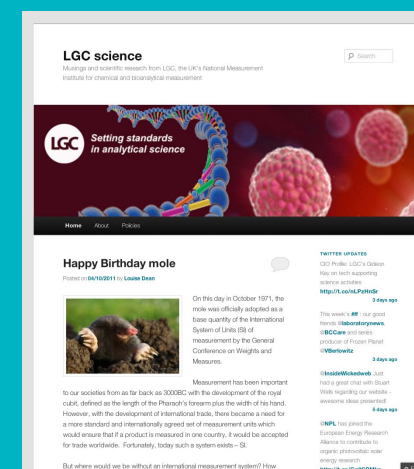 LGC science
Musings and scientific research from LGC, the UK's National Measurement
Institute for chemical and bioanalytical measurement
Search
LGC
Setting standards
in analytical science
Home About Policies
Happy Birthday mole
Posted on 04/10/2011 by Louise Dean
On this day in October 1971, the
mole was officially adopted as a
base quantity of the International
System of Units (SI) of
measurement by the General
Conference on Weights and
Measures.
Measurement has been important
to our societies from as far back as 3000BC with the development of the royal
cubit, defined as the length of the Pharaoh's forearm plus the width of his hand.
However, with the development of international trade, there became a need for
a more standard and internationally agreed set of measurement units which
would ensure that if a product is measured in one country, it would be accepted
for trade worldwide. Fortunately, today such a system exists – SI.
But where would we be without an international measurement system? How
TWITTER UPDATES
CIO Profile: LGC's Gideon
Kay on tech supporting
science activities
http://t.co/nLPzHnSr
3 days ago
This week's #ff : our good
friends @laboratorynews,
@BCCare and series
producer of Frozen Planet
@VBerlowitz
3 days ago
@InsideWickedweb Just
had a great chat with Stuart
Wells regarding our website -
awesome ideas presented!
5 days ago
@NPL has joined the
European Energy Research
Alliance to contribute to
organic photovoltaic solar
energy research